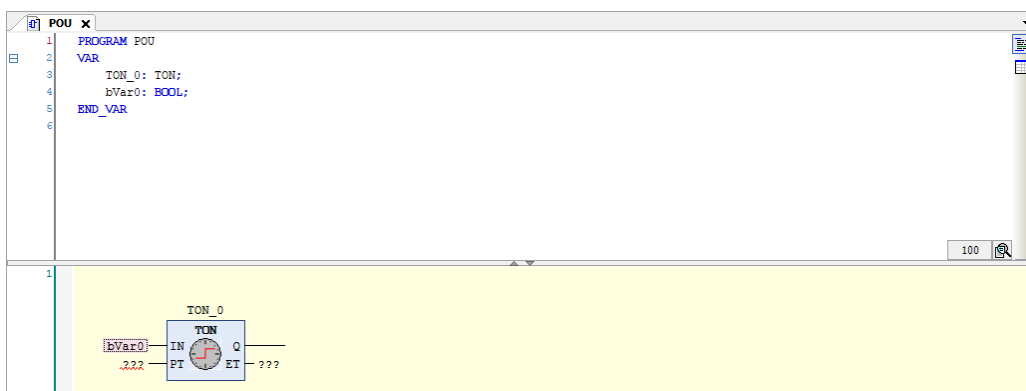 POU
1 PROGRAM POU
2 VAR
3 TON_0: TON;
4 bVar0: BOOL;
5 END_VAR
6
100
1
TON_0
TON
bVar0 IN Q
??? PT ET ???